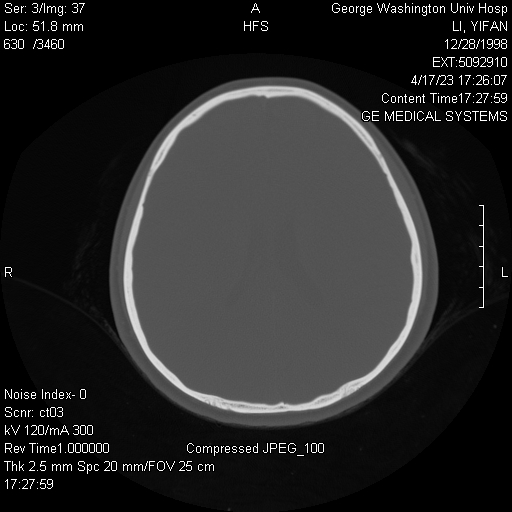 Ser: 3/Img: 37
Loc: 51.8 mm
630 /3460
A
HFS
George Washington Univ Hosp
LI, YIFAN
12/28/1998
EXT:5092910
4/17/23 17:26:07
Content Time17:27:59
GE MEDICAL SYSTEMS
R
L
Noise Index- 0
Scnr: ct03
kV 120/mA 300
Rev Time1.000000
Compressed JPEG_100
Thk 2.5 mm Spc 20 mm/FOV 25 cm
17:27:59